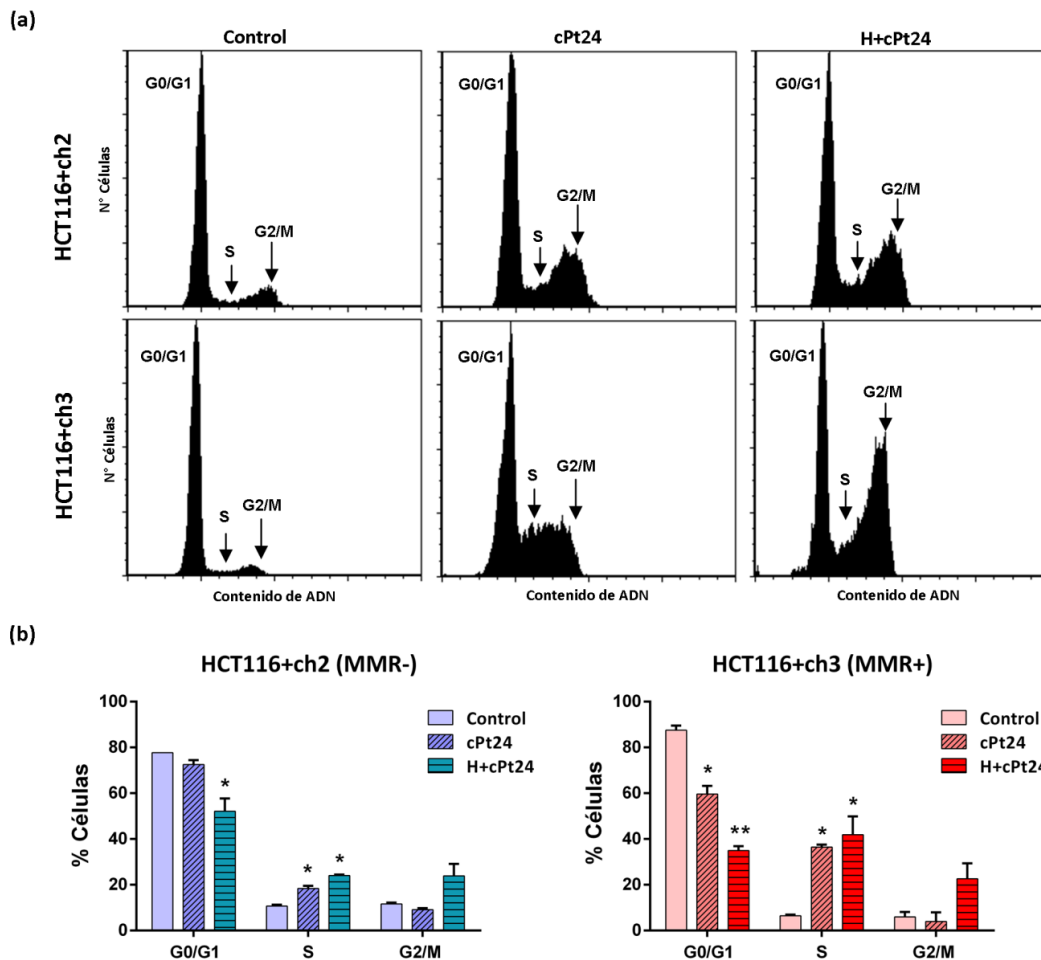 (a)
Control
cPt24
H+cPt24
HCT116+ch2
N° Células
G0/G1
S
G2/M
G0/G1
S
G2/M
G0/G1
S
G2/M
HCT116+ch3
N° Células
G0/G1
S
G2/M
G0/G1
S
G2/M
G0/G1
S
G2/M
Contenido de ADN
Contenido de ADN
Contenido de ADN
(b)
HCT116+ch2 (MMR-)
% Células
100
80
60
40
20
0
*
*
*
Control
cPt24
H+cPt24
G0/G1
S
G2/M
HCT116+ch3 (MMR+)
% Células
100
80
60
40
20
0
*
**
*
*
Control
cPt24
H+cPt24
G0/G1
S
G2/M